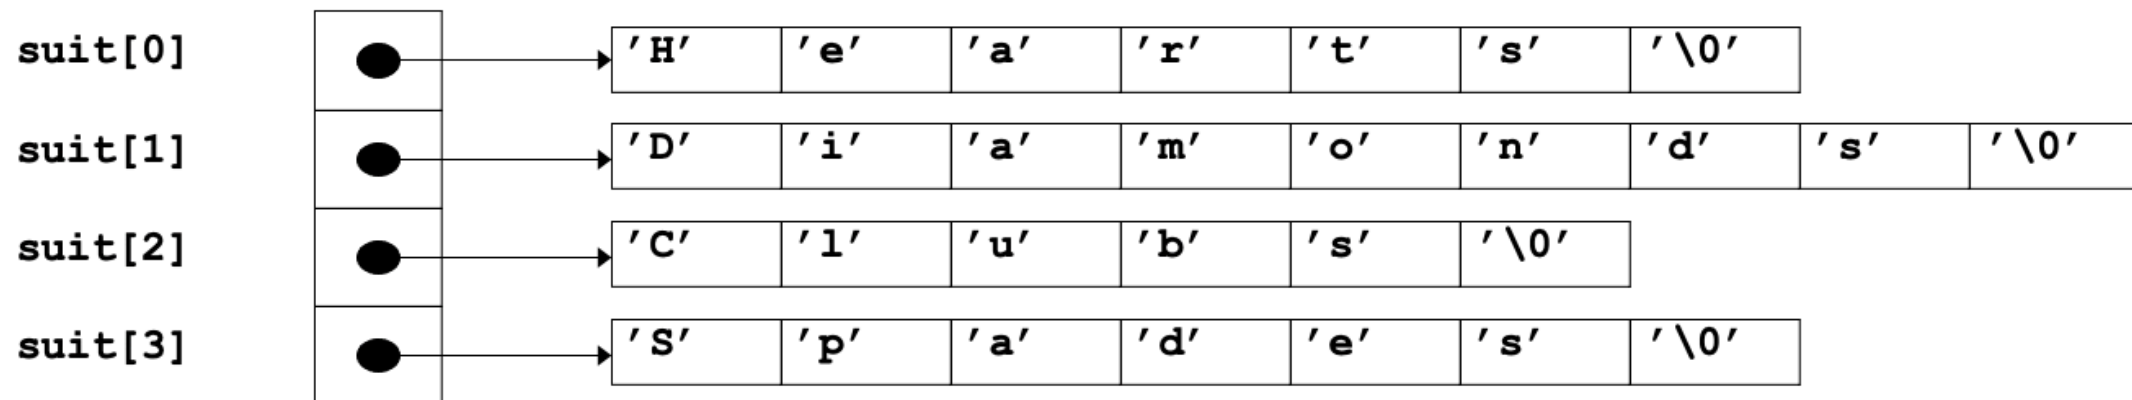 suit[0] ’H’ ’e’ ’a’ ’r’ ’t’ ’s’ ’\0’
suit[1] ’D’ ’i’ ’a’ ’m’ ’o’ ’n’ ’d’ ’s’ ’\0’
suit[2] ’C’ ’l’ ’u’ ’b’ ’s’ ’\0’
suit[3] ’S’ ’p’ ’a’ ’d’ ’e’ ’s’ ’\0’